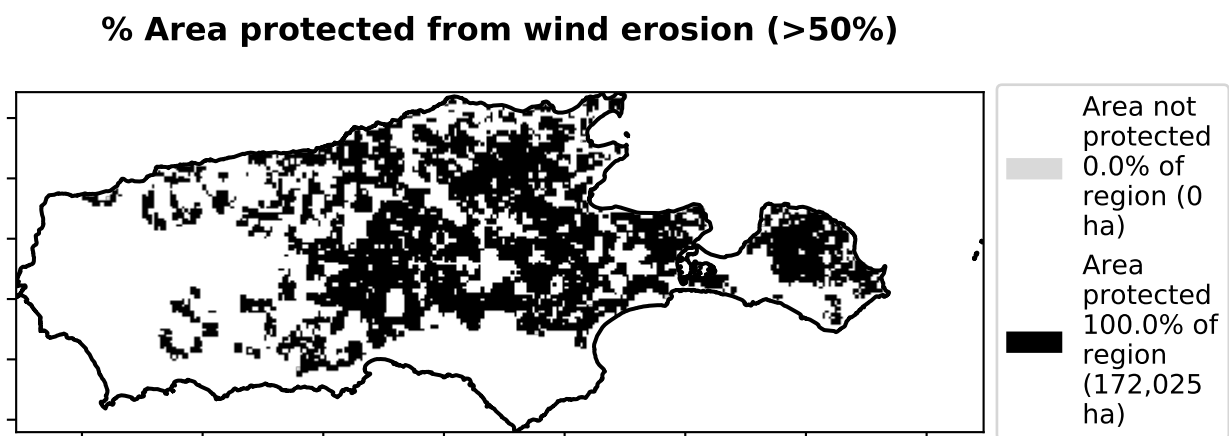 % Area protected from wind erosion (>50%)
Area not
protected
0.0% of
region (0
ha)
Area
protected
100.0% of
region
(172,025
ha)